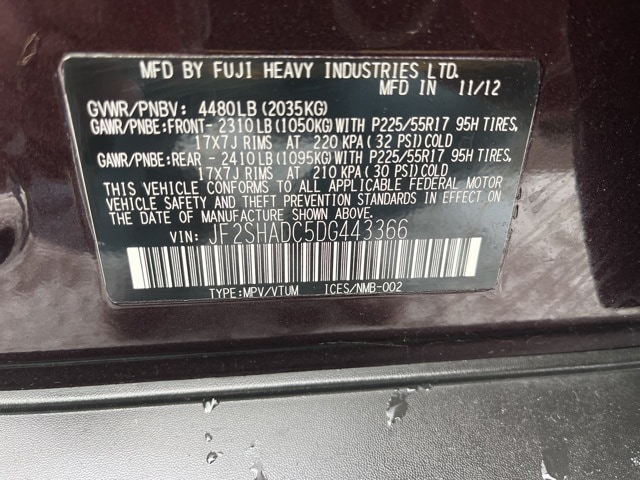 MFD BY FUJI HEAVY INDUSTRIES LTD.
MFD IN 11/12
GVWR/PNBV: 4480LB(2035KG)
GAWR/PNBE:FRONT- 2310LB(1050KG)WITH P225/55R17 95H TIRES,
17X7J RIMS AT 220 KPA( 32 PSI)COLD
GAWR/PNBE:REAR - 2410LB(1095KG)WITH P225/55R17 95H TIRES,
17X7J RIMS AT 210 KPA( 30 PSI)COLD
THIS VEHICLE CONFORMS TO ALL APPLICABLE FEDERAL MOTOR
VEHICLE SAFETY AND THEFT PREVENTION STANDARDS IN EFFECT ON
THE DATE OF MANUFACTURE SHOWN ABOVE.
VIN: JF2SHADC5DG443366
TYPE:MPV/VTUM ICES/NMB-002